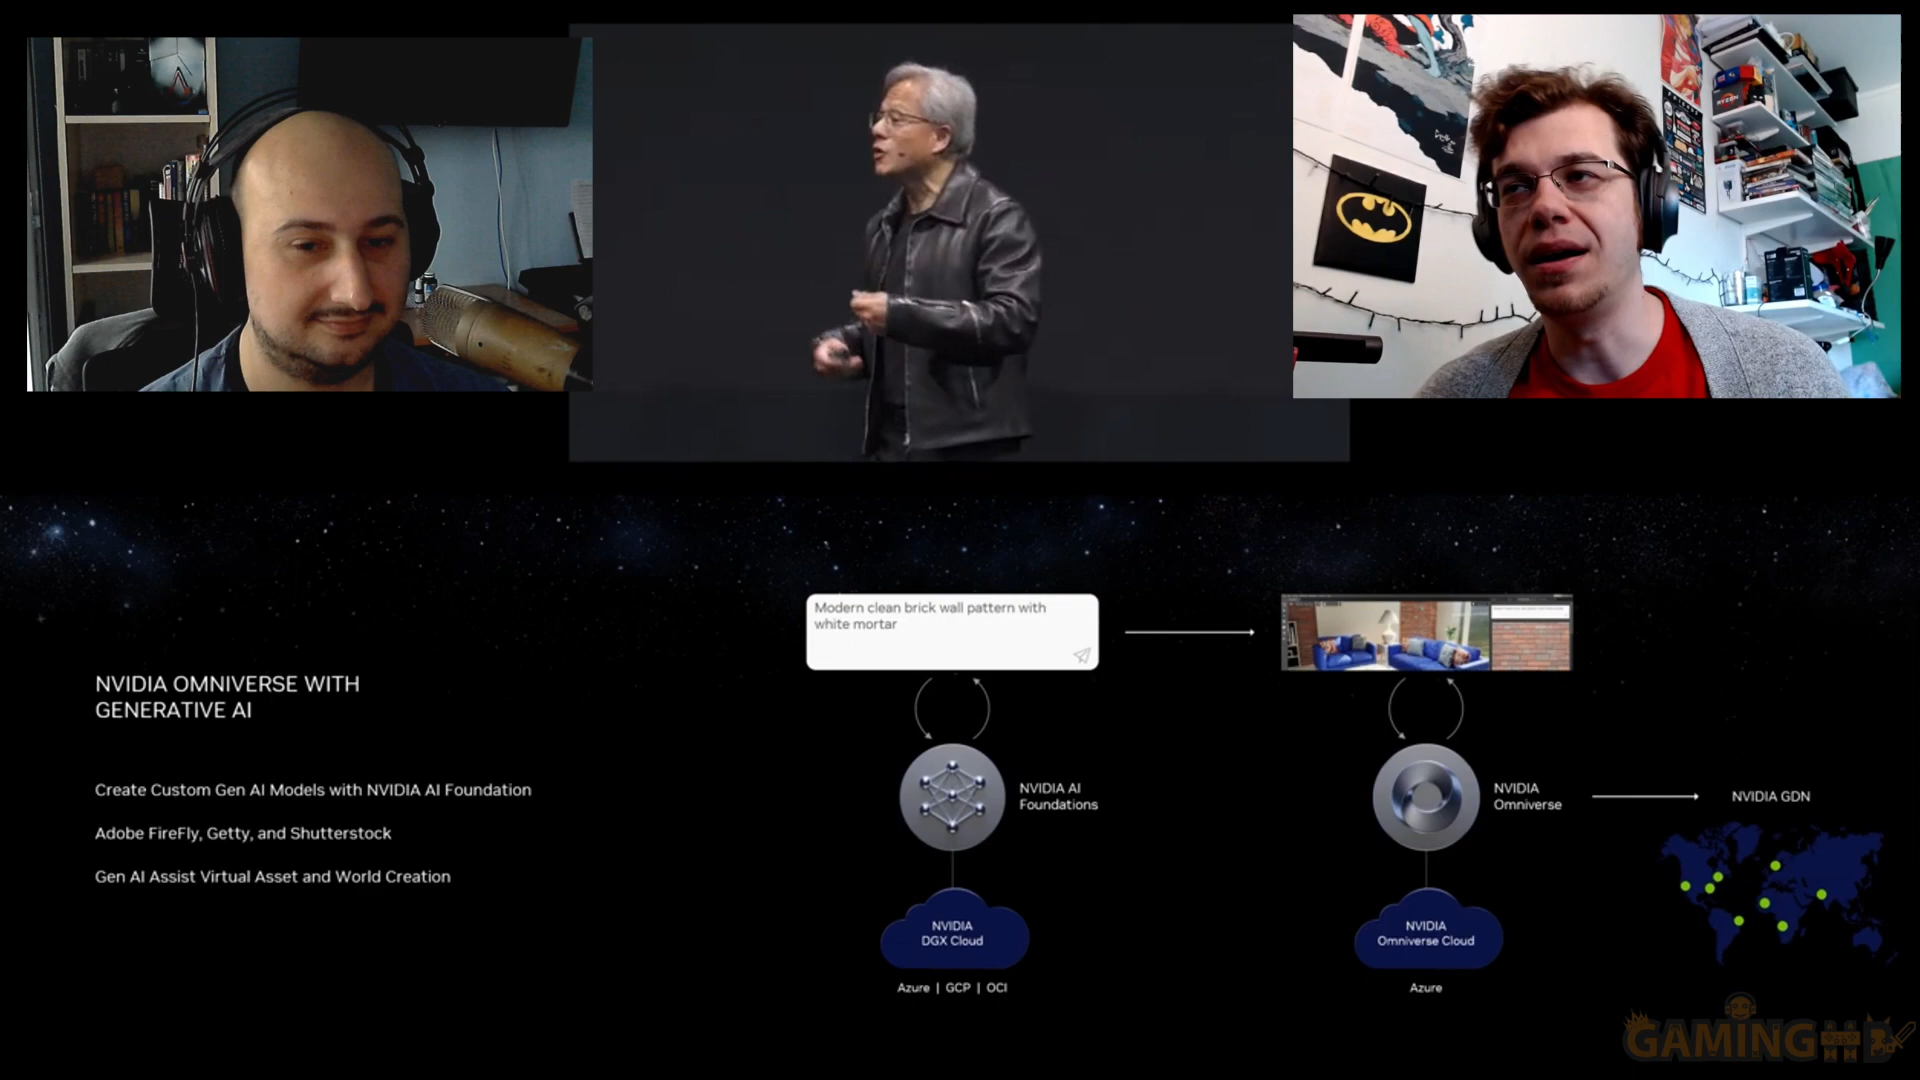 RYZEN
Modern clean brick wall pattern with
white mortar
NVIDIA OMNIVERSE WITH
GENERATIVE AI
Create Custom Gen AI Models with NVIDIA AI Foundation
Adobe FireFly, Getty, and Shutterstock
Gen AI Assist Virtual Asset and World Creation
NVIDIA AI
Foundations
NVIDIA
Omniverse
NVIDIA GDN
NVIDIA
DGX Cloud
NVIDIA
Omniverse Cloud
Azure | GCP | OCI
Azure
GAMING HD